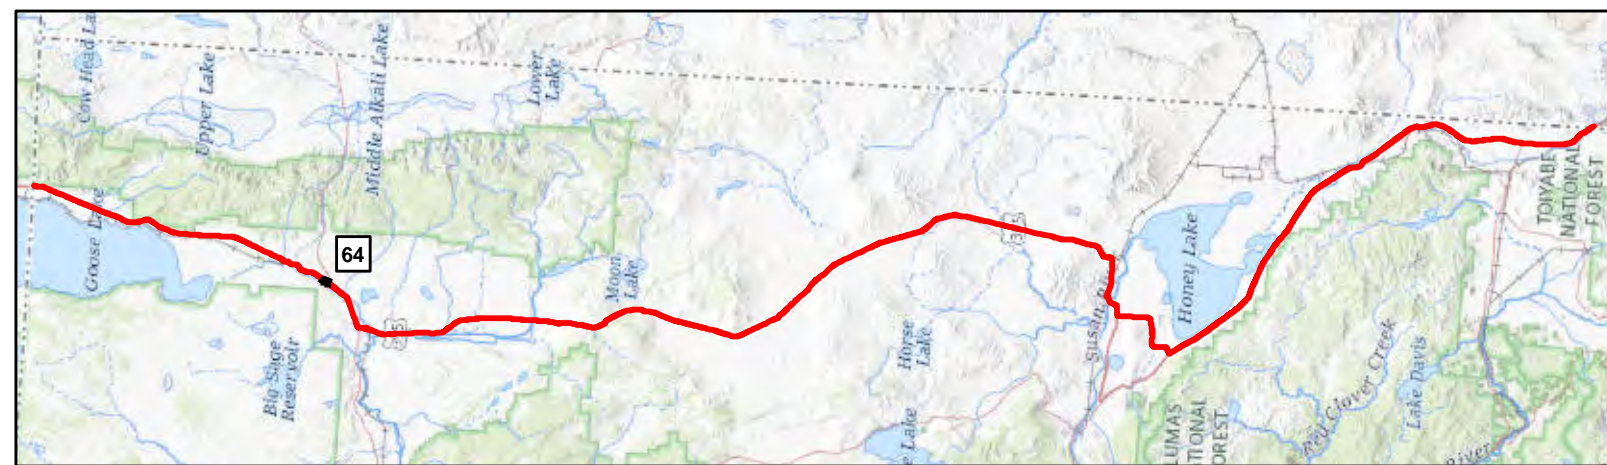 Cow Head La
Upper Lake
Middle Alkali Lake
Lower
Lake
Goose Lake
64
Moon
Lake
Big Sage
Reservoir
Horse
Lake
e Lake
Susan
Honey Lake
LUMAS
TIONAL
OREST
Red Clover Creek
Lake Davis
River
TOIYABE
NATIONAL
FOREST